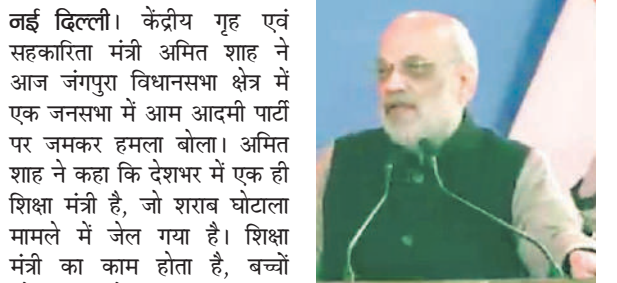 नई दिल्ली। केंद्रीय गृह एवं
सहकारिता मंत्री अमित शाह ने
आज जंगपुरा विधानसभा क्षेत्र में
एक जनसभा में आम आदमी पार्टी
पर जमकर हमला बोला। अमित
शाह ने कहा कि देशभर में एक ही
शिक्षा मंत्री है, जो शराब घोटाला
मामले में जेल गया है। शिक्षा
मंत्री का काम होता है, बच्चों